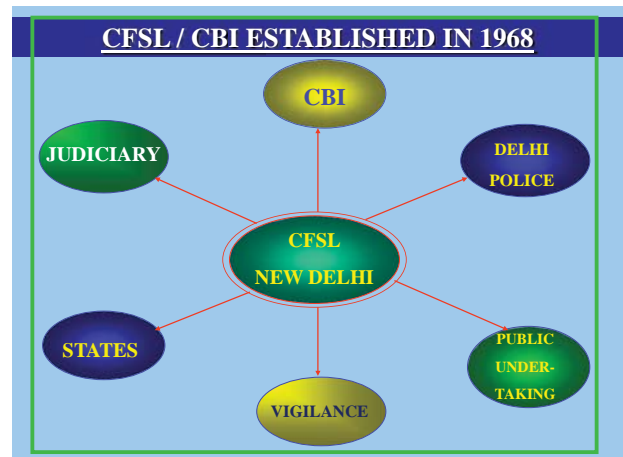 CFSL / CBI ESTABLISHED IN 1968
CBI
JUDICIARY
DELHI
POLICE
CFSL
NEW DELHI
STATES
PUBLIC
UNDER-
TAKING
VIGILANCE